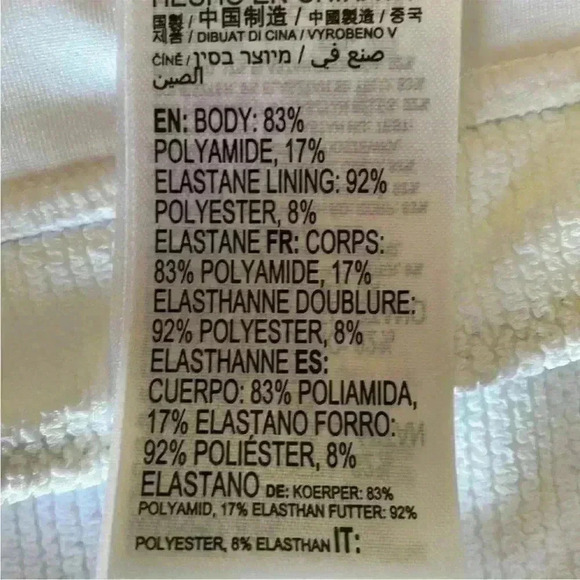 HECHO EN CHINA /
国製 / 中国制造 / 中國製造 / 중국
제품 / DIBUAT DI CINA / VYROBENO V
ČÍNĚ / מיוצר בסין / صنع في
الصين
EN: BODY: 83%
POLYAMIDE, 17%
ELASTANE LINING: 92%
POLYESTER, 8%
ELASTANE FR: CORPS:
83% POLYAMIDE, 17%
ELASTHANNE DOUBLURE:
92% POLYESTER, 8%
ELASTHANNE ES:
CUERPO: 83% POLIAMIDA,
17% ELASTANO FORRO:
92% POLIÉSTER, 8%
ELASTANO DE: KOERPER: 83%
POLYAMID, 17% ELASTHAN FUTTER: 92%
POLYESTER, 8% ELASTHAN IT: